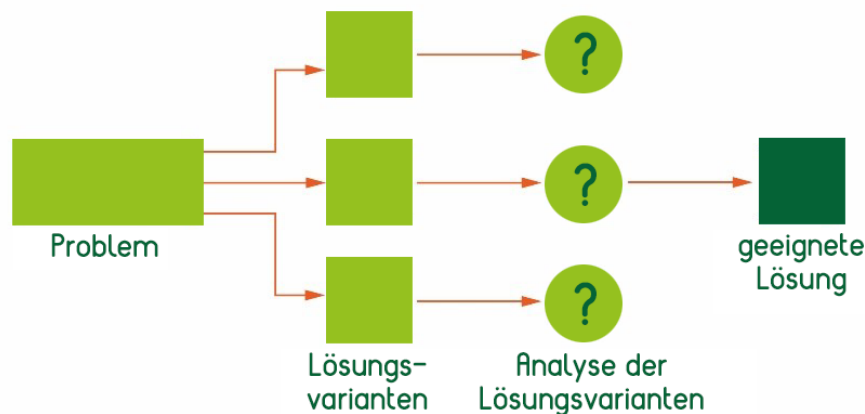 ?
?
?
Problem
geeignete
Lösung
Lösungs-
varianten
Analyse der
Lösungsvarianten